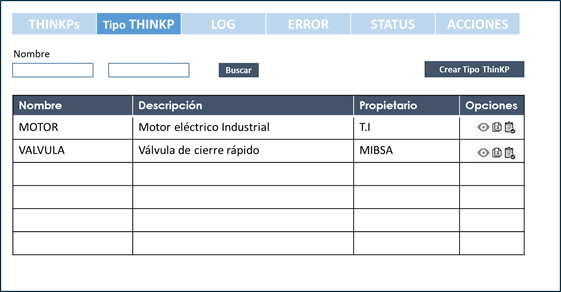 THINKPs Tipo THINKP LOG ERROR STATUS ACCIONES
Nombre
Buscar Crear Tipo ThinKP
Nombre Descripción Propietario Opciones
MOTOR Motor eléctrico Industrial T.I
VALVULA Válvula de cierre rápido MIBSA